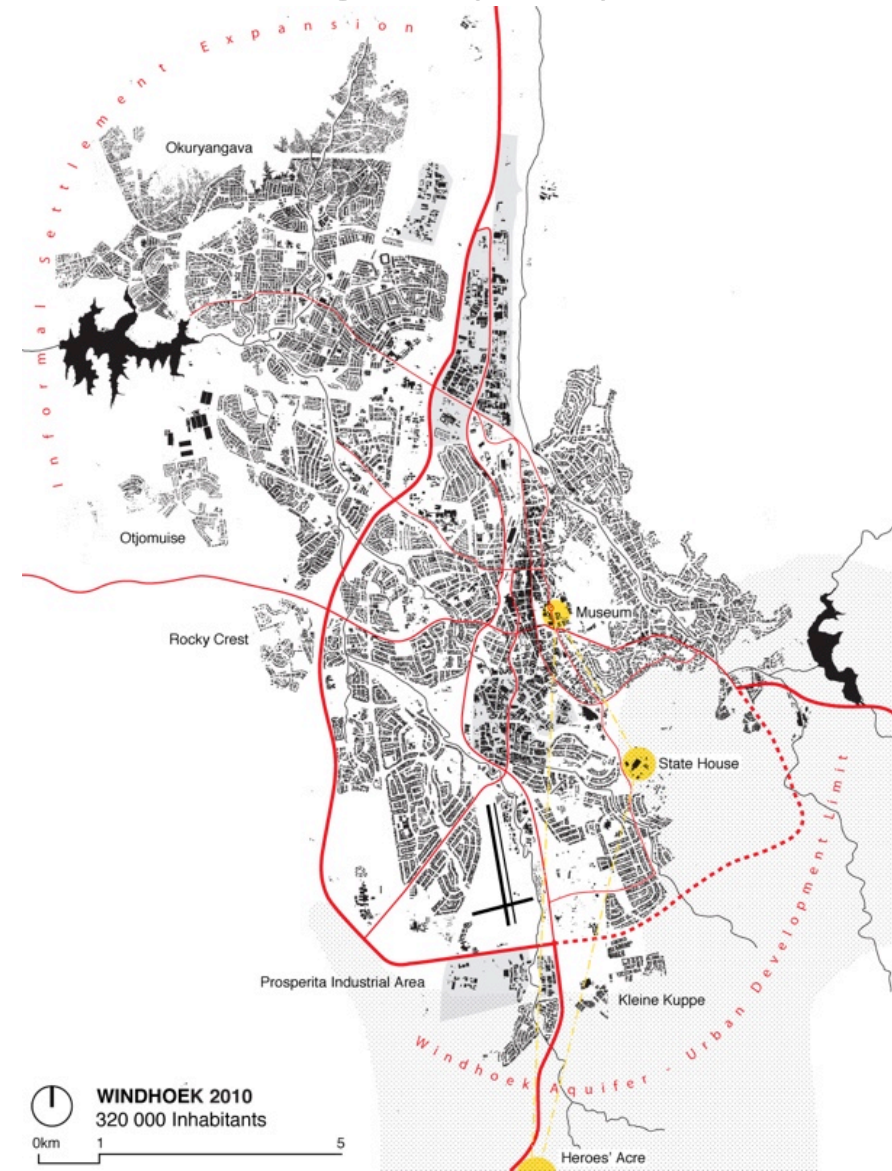 Informal Settlement Expansion
Okuryangava
Otjomuise
Rocky Crest
Museum
State House
Prosperita Industrial Area
Kleine Kuppe
Windhoek Aquifer - Urban Development Limit
WINDHOEK 2010
320 000 Inhabitants
0km 1 5
Heroes' Acre